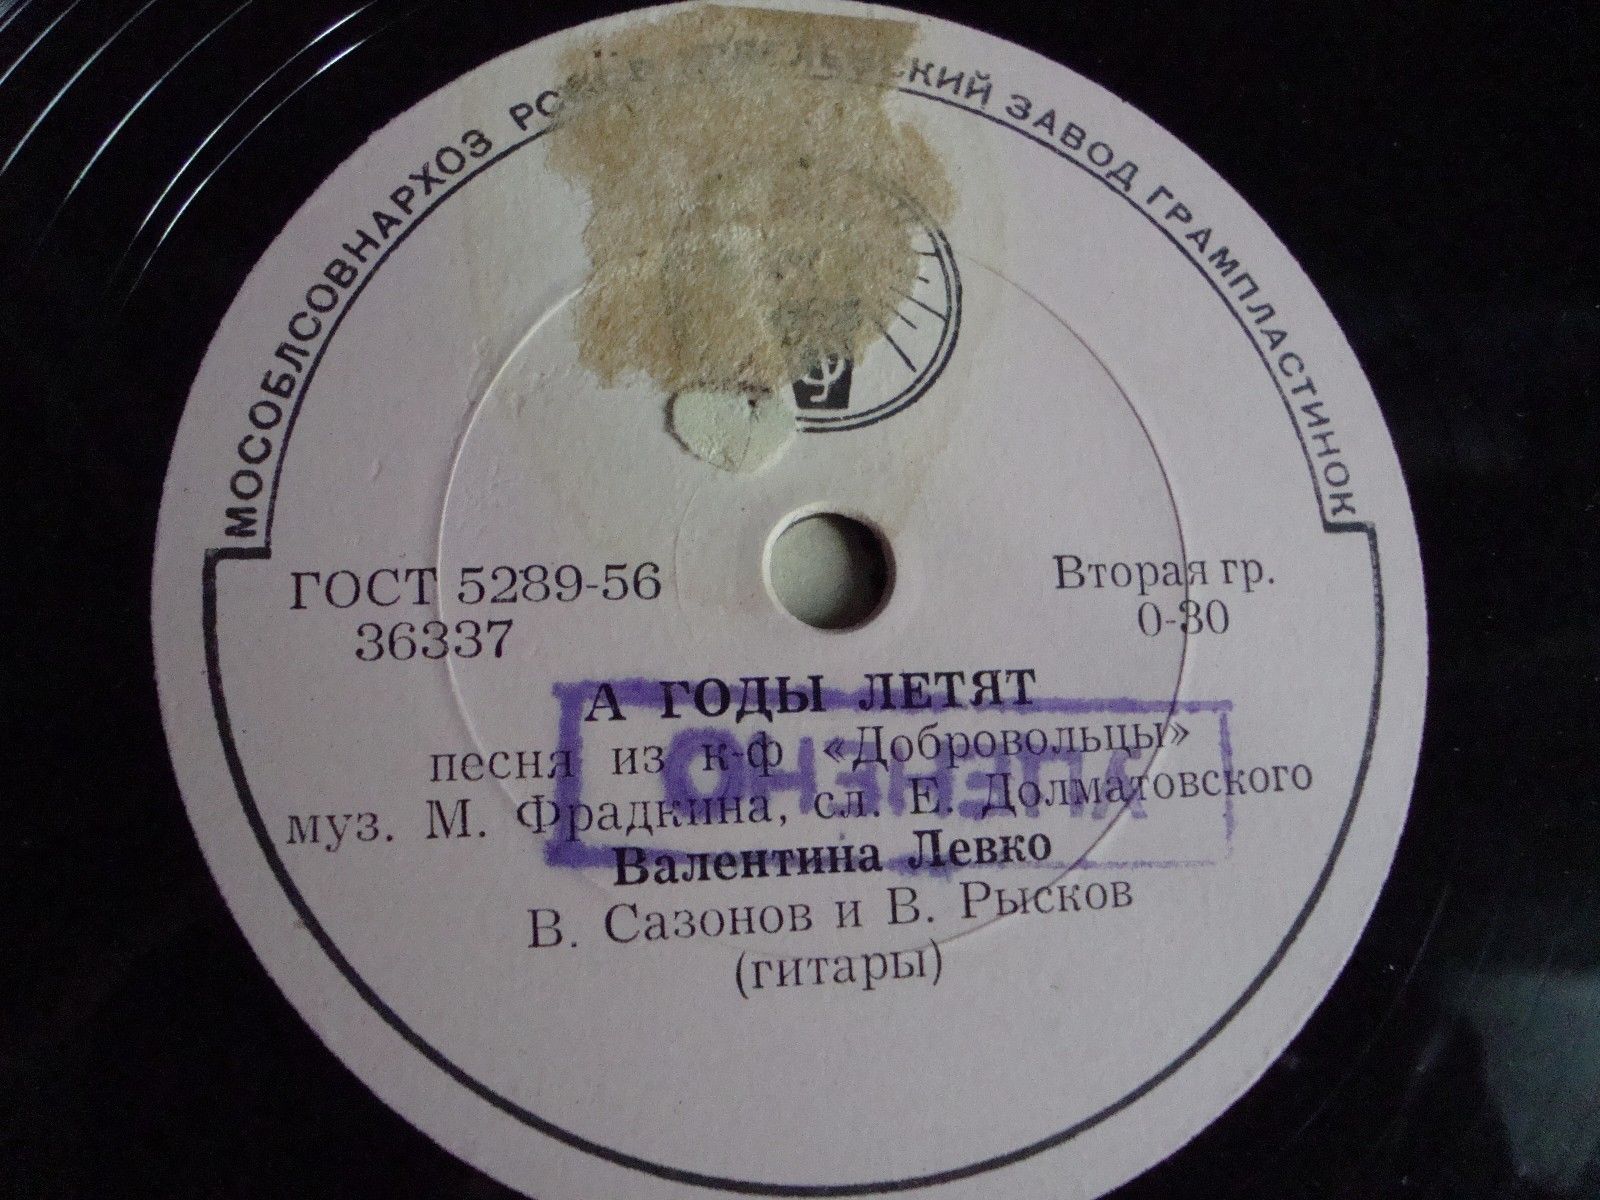 МОСОБЛСОВНАРХОЗ ЗАВОД ГРАМПЛАСТИНОК
ГОСТ 5289-56
36337
Вторая гр.
0-30
А ГОДЫ ЛЕТЯТ
песня из к-ф «Добровольцы»
муз. М. Фрадкина, сл. Е. Долматовского
Валентина Левко
В. Сазонов и В. Рысков
(гитары)